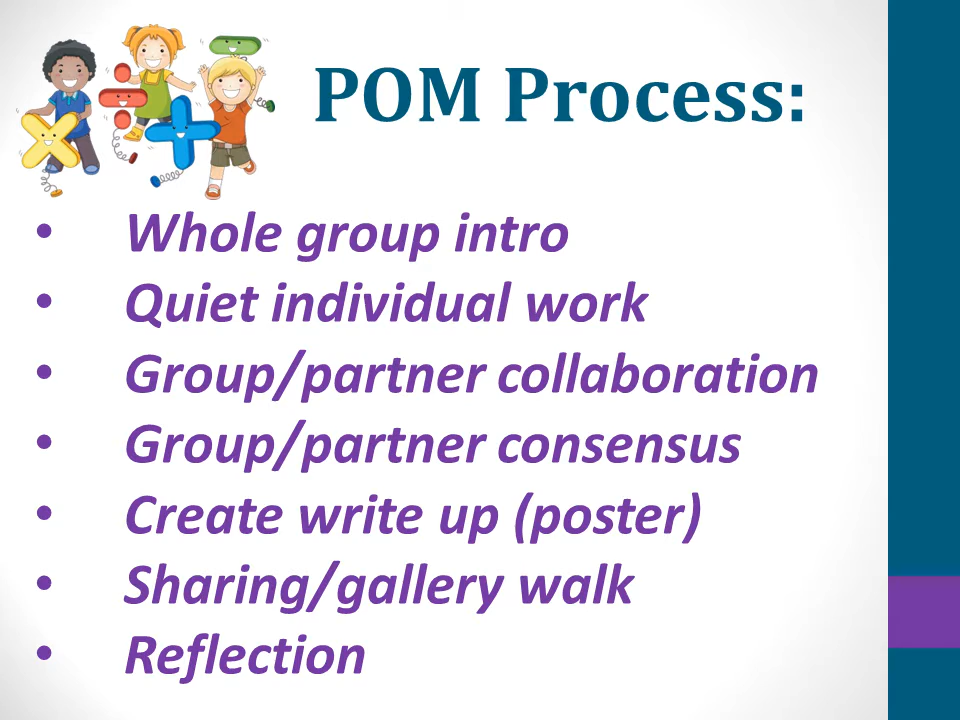 POM Process:
• Whole group intro
• Quiet individual work
• Group/partner collaboration
• Group/partner consensus
• Create write up (poster)
• Sharing/gallery walk
• Reflection